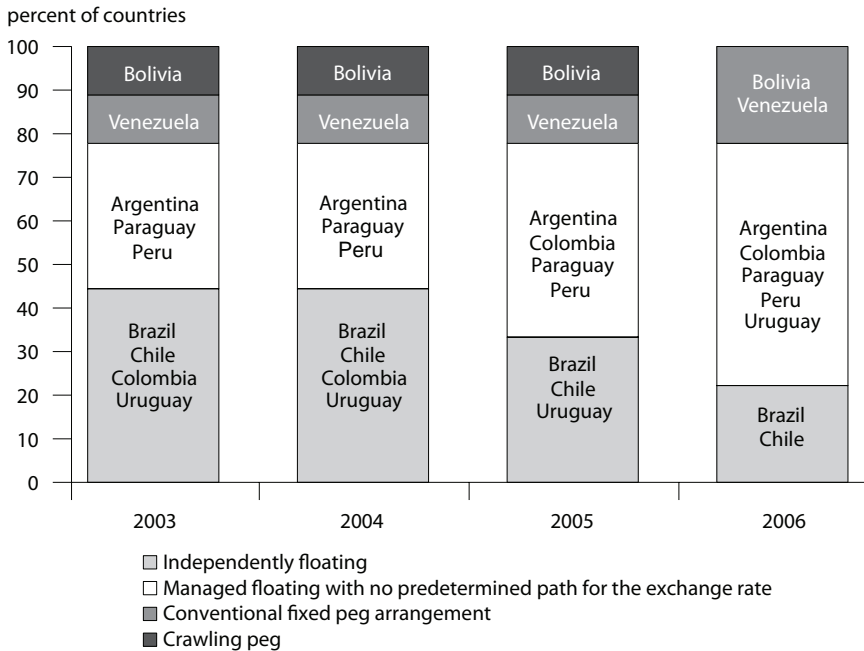 percent of countries
100
90
80
70
60
50
40
30
20
10
0
Bolivia
Venezuela
Argentina
Paraguay
Peru
Brazil
Chile
Colombia
Uruguay
Bolivia
Venezuela
Argentina
Paraguay
Peru
Brazil
Chile
Colombia
Uruguay
Bolivia
Venezuela
Argentina
Colombia
Paraguay
Peru
Brazil
Chile
Uruguay
Bolivia
Venezuela
Argentina
Colombia
Paraguay
Peru
Uruguay
Brazil
Chile
2003 2004 2005 2006
Independently floating
Managed floating with no predetermined path for the exchange rate
Conventional fixed peg arrangement
Crawling peg